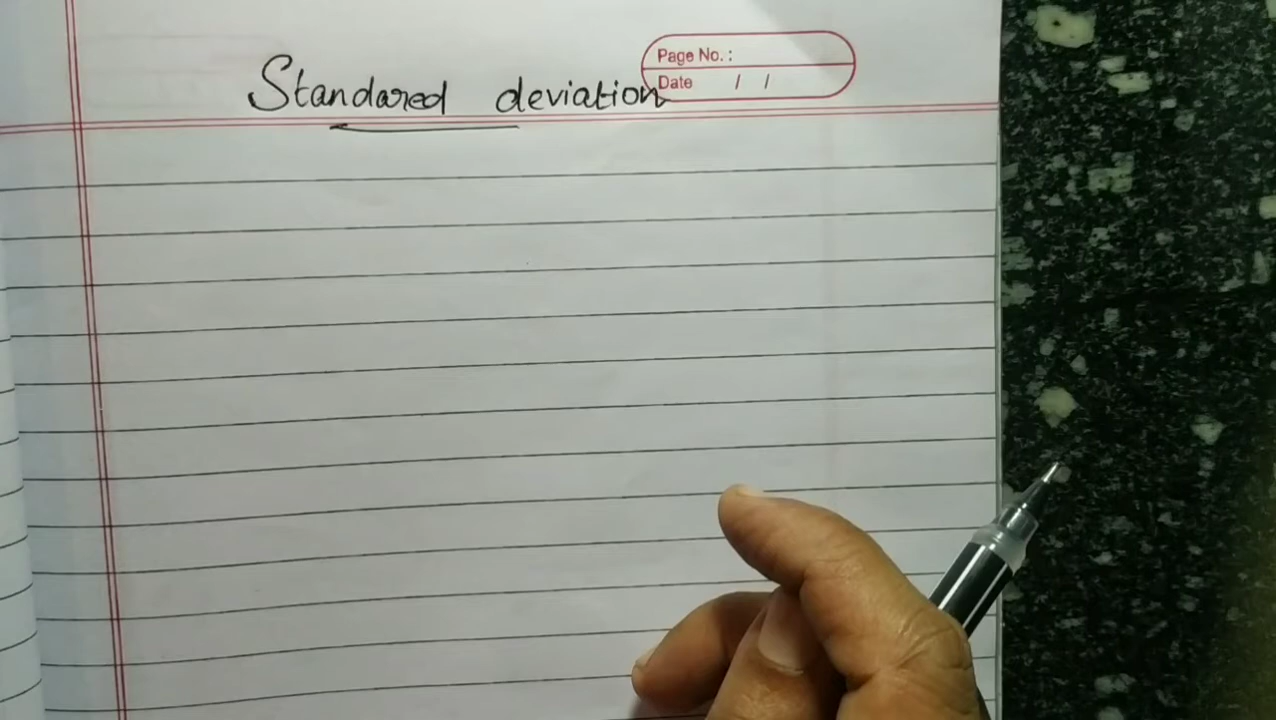 Page No. :
Standared deviation
Date / /